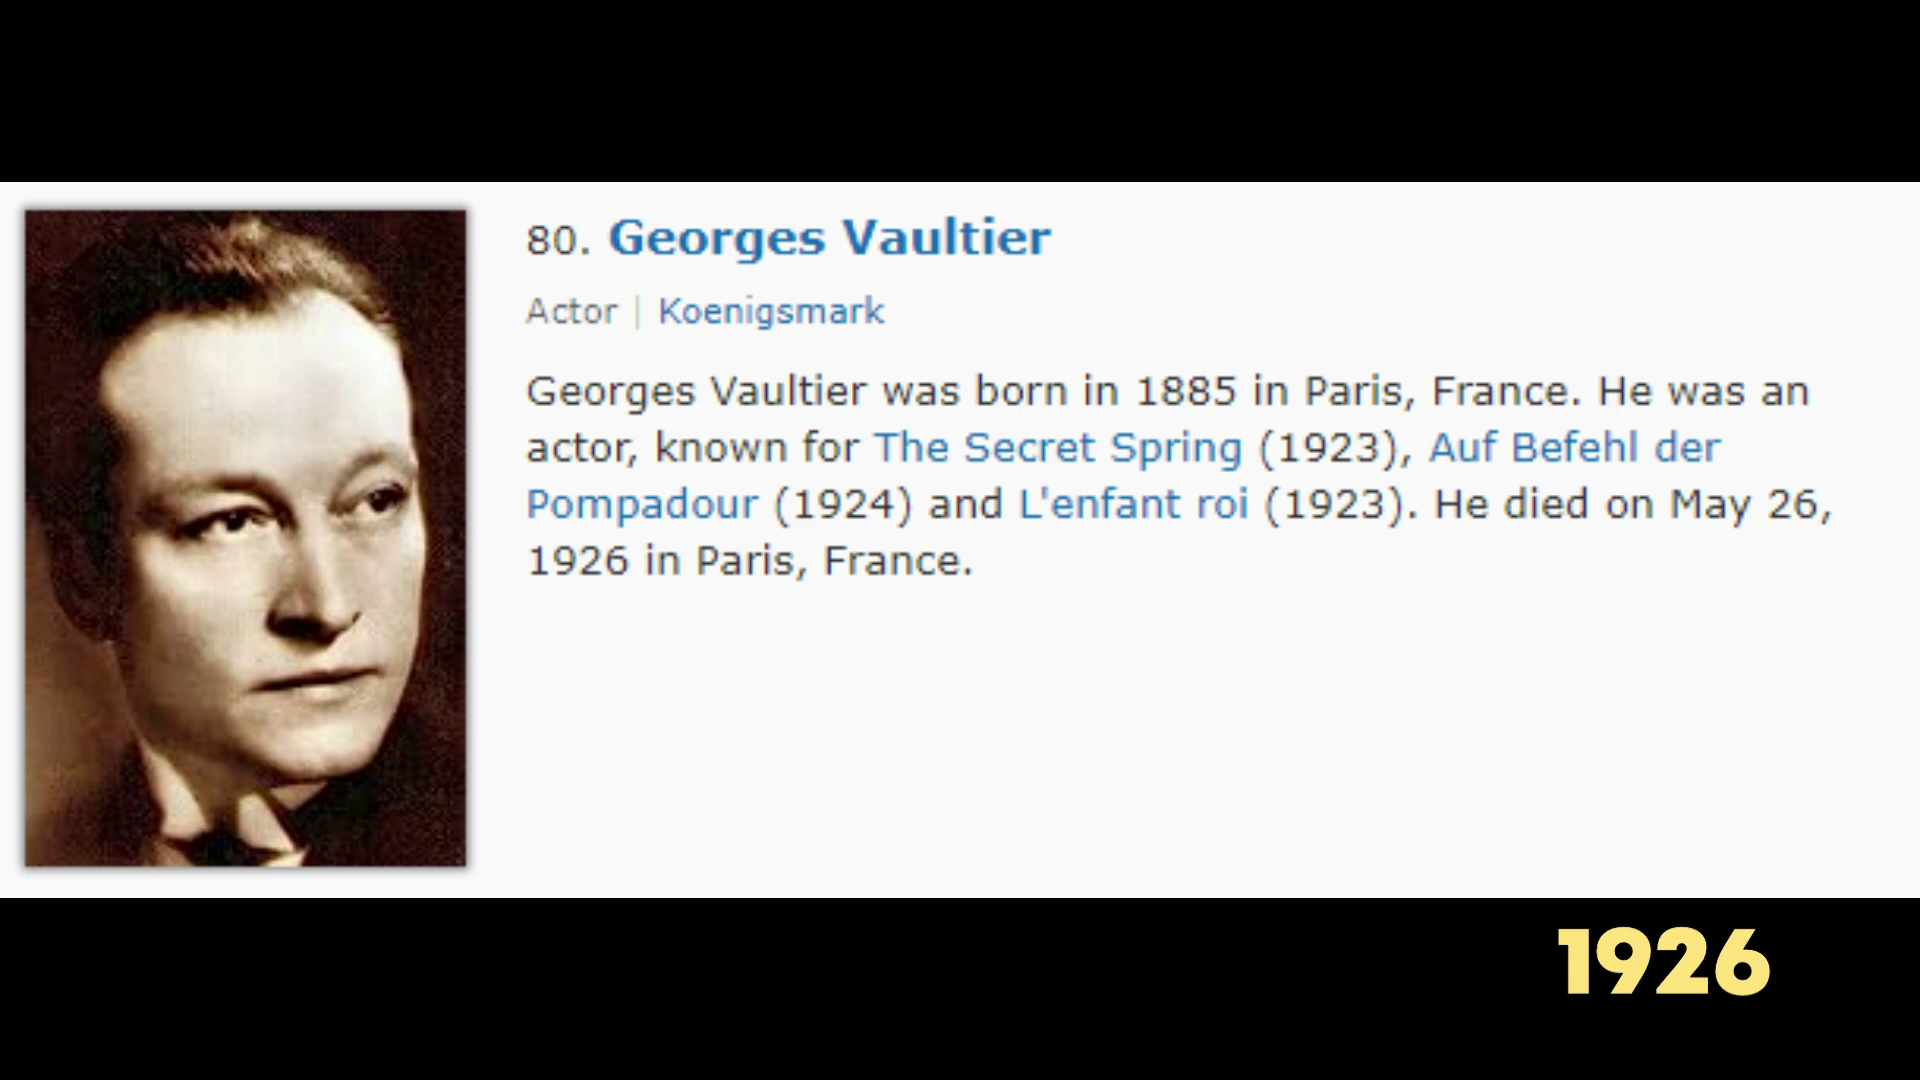 80. Georges Vaultier
Actor | Koenigsmark
Georges Vaultier was born in 1885 in Paris, France. He was an
actor, known for The Secret Spring (1923), Auf Befehl der
Pompadour (1924) and L'enfant roi (1923). He died on May 26,
1926 in Paris, France.
1926